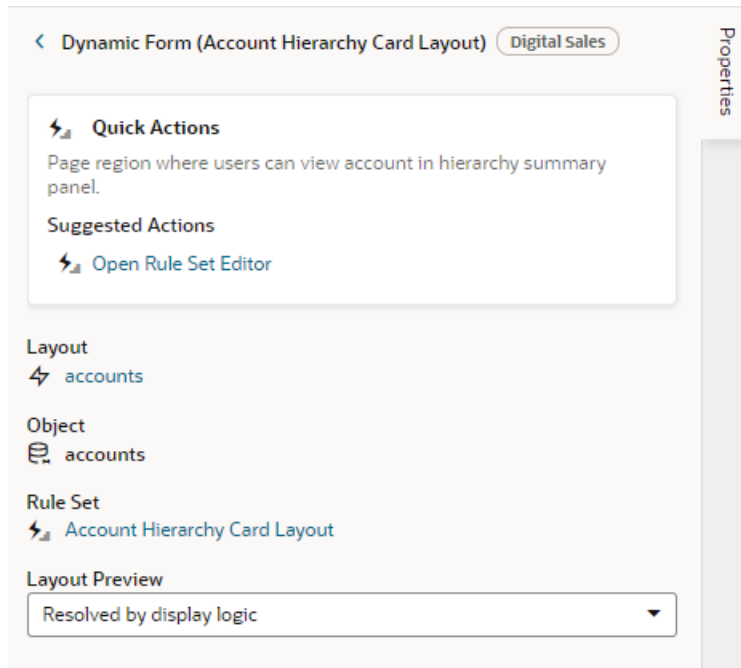 Dynamic Form (Account Hierarchy Card Layout) Digital Sales
Properties
Quick Actions
Page region where users can view account in hierarchy summary
panel.
Suggested Actions
Open Rule Set Editor
Layout
accounts
Object
accounts
Rule Set
Account Hierarchy Card Layout
Layout Preview
Resolved by display logic